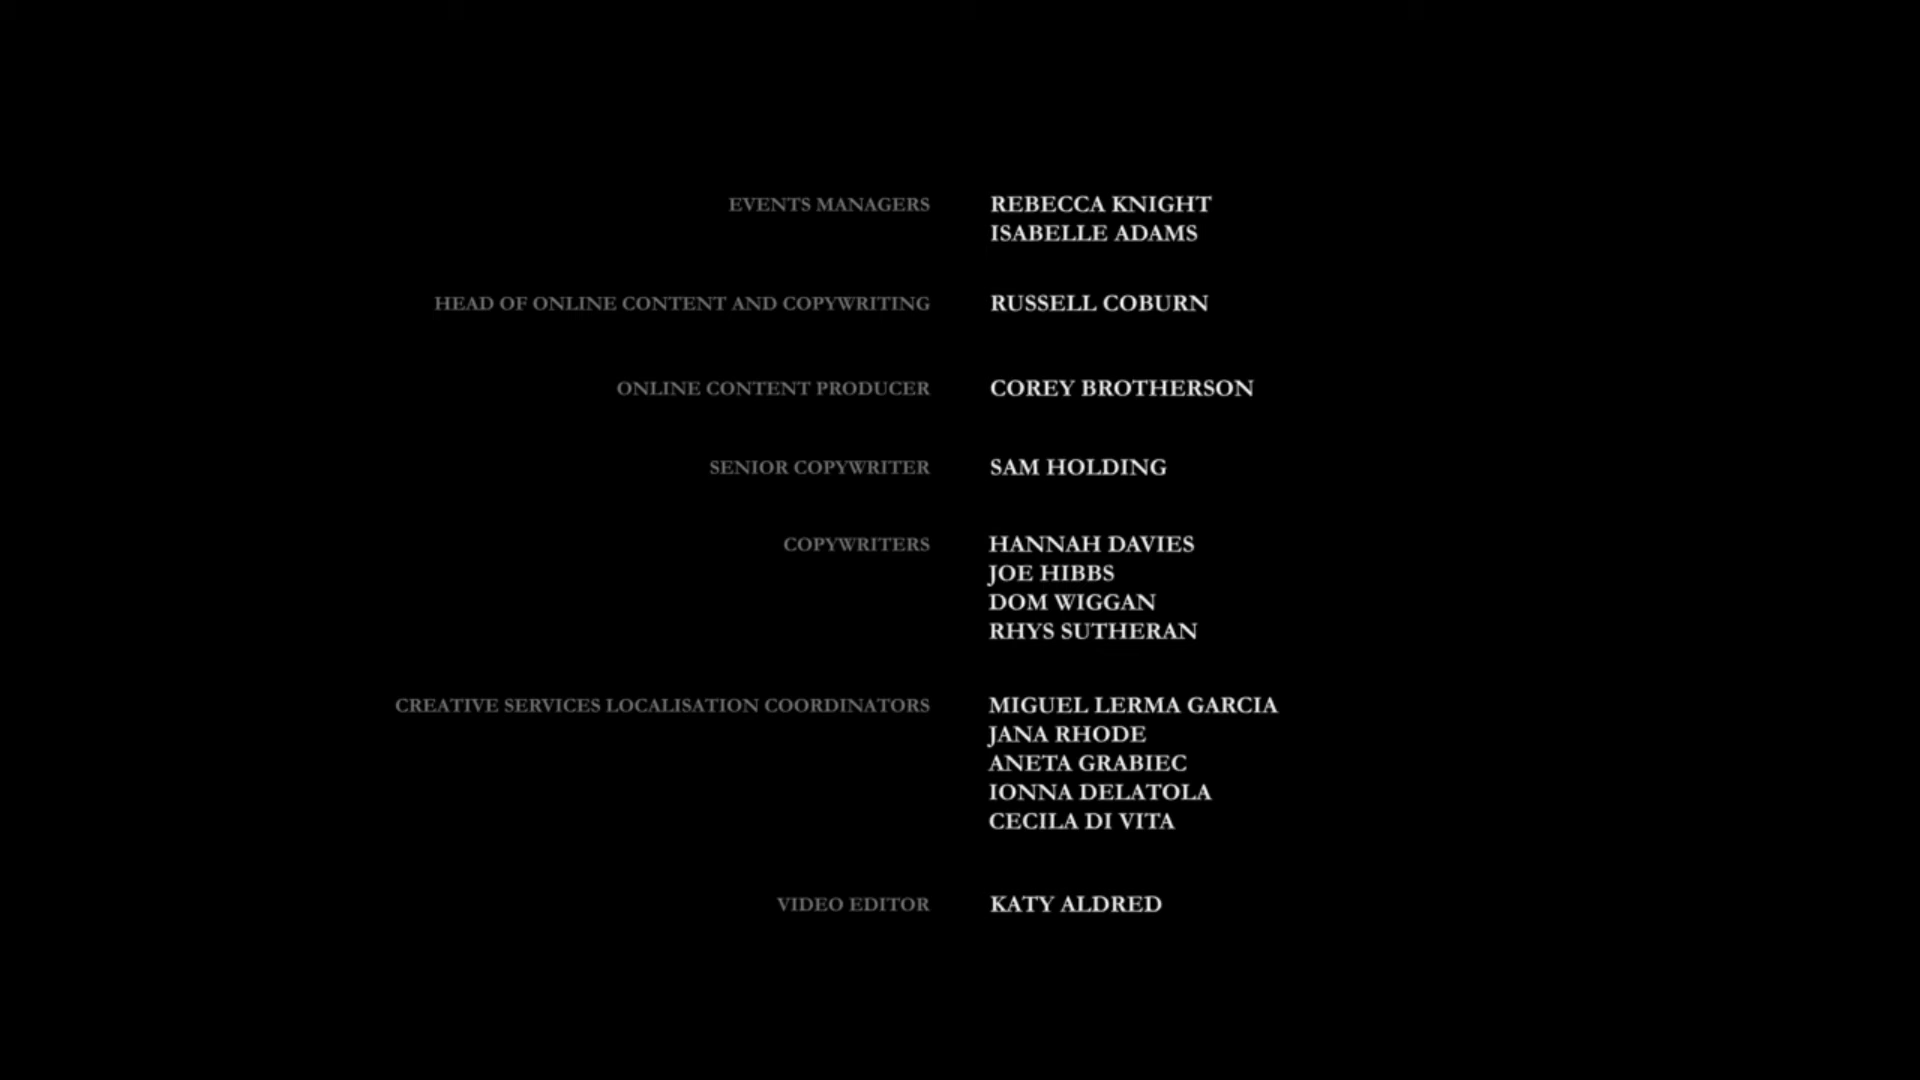 EVENTS MANAGERS REBECCA KNIGHT
ISABELLE ADAMS
HEAD OF ONLINE CONTENT AND COPYWRITING RUSSELL COBURN
ONLINE CONTENT PRODUCER COREY BROTHERSON
SENIOR COPYWRITER SAM HOLDING
COPYWRITERS HANNAH DAVIES
JOE HIBBS
DOM WIGGAN
RHYS SUTHERAN
CREATIVE SERVICES LOCALISATION COORDINATORS MIGUEL LERMA GARCIA
JANA RHODE
ANETA GRABIEC
IONNA DELATOLA
CECILA DI VITA
VIDEO EDITOR KATY ALDRED